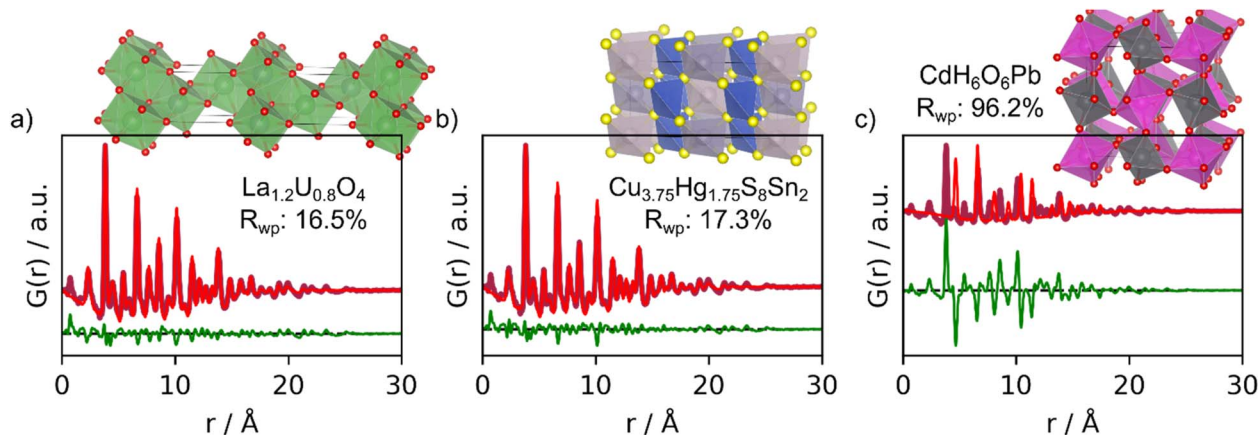 a)
La1.2U0.8O4
Rwp: 16.5%
G(r) / a.u.
0 10 20 30
r / Å
b)
Cu3.75Hg1.75S8Sn2
Rwp: 17.3%
G(r) / a.u.
0 10 20 30
r / Å
c)
CdH6O6Pb
Rwp: 96.2%
G(r) / a.u.
0 10 20 30
r / Å